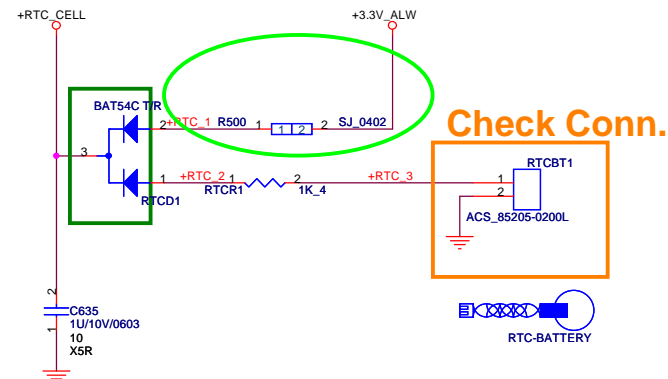 +RTC_CELL
+3.3V_ALW
BAT54C T/R
2
+RTC_1
R500
1
1 2
2
SJ_0402
Check Conn.
3
RTCBT1
1
+RTC_2
1
2
+RTC_3
1
RTCR1
1K_4
2
RTCD1
ACS_85205-0200L
2
C635
1U/10V/0603
1
10
X5R
RTC-BATTERY